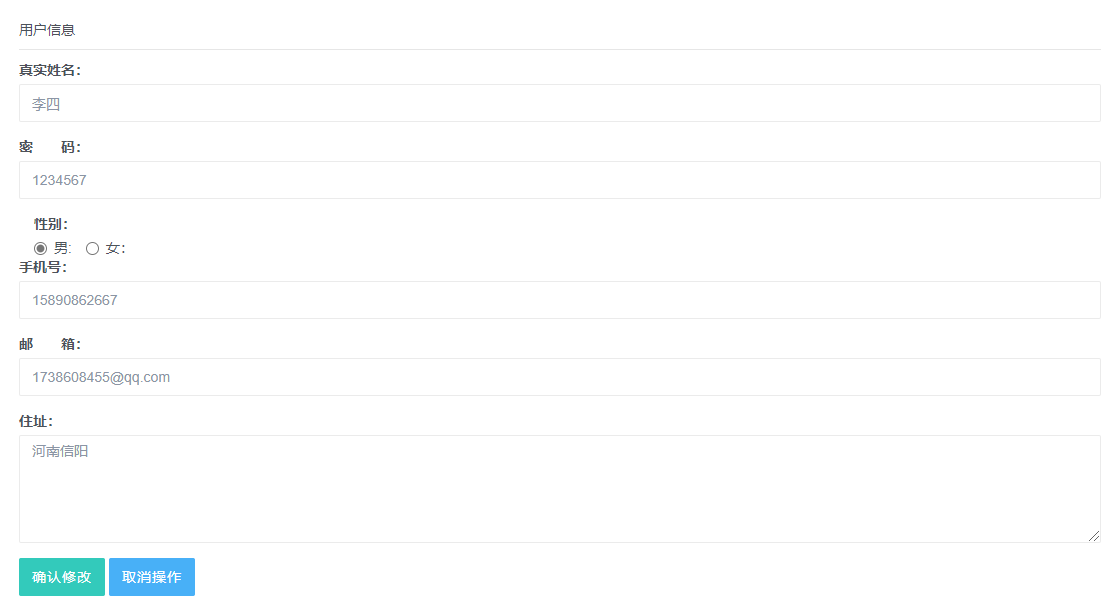 用户信息
真实姓名：
李四
密　　码：
1234567
性别：
男: 女：
手机号：
15890862667
邮　　箱：
1738608455@qq.com
住址：
河南信阳
确认修改 取消操作